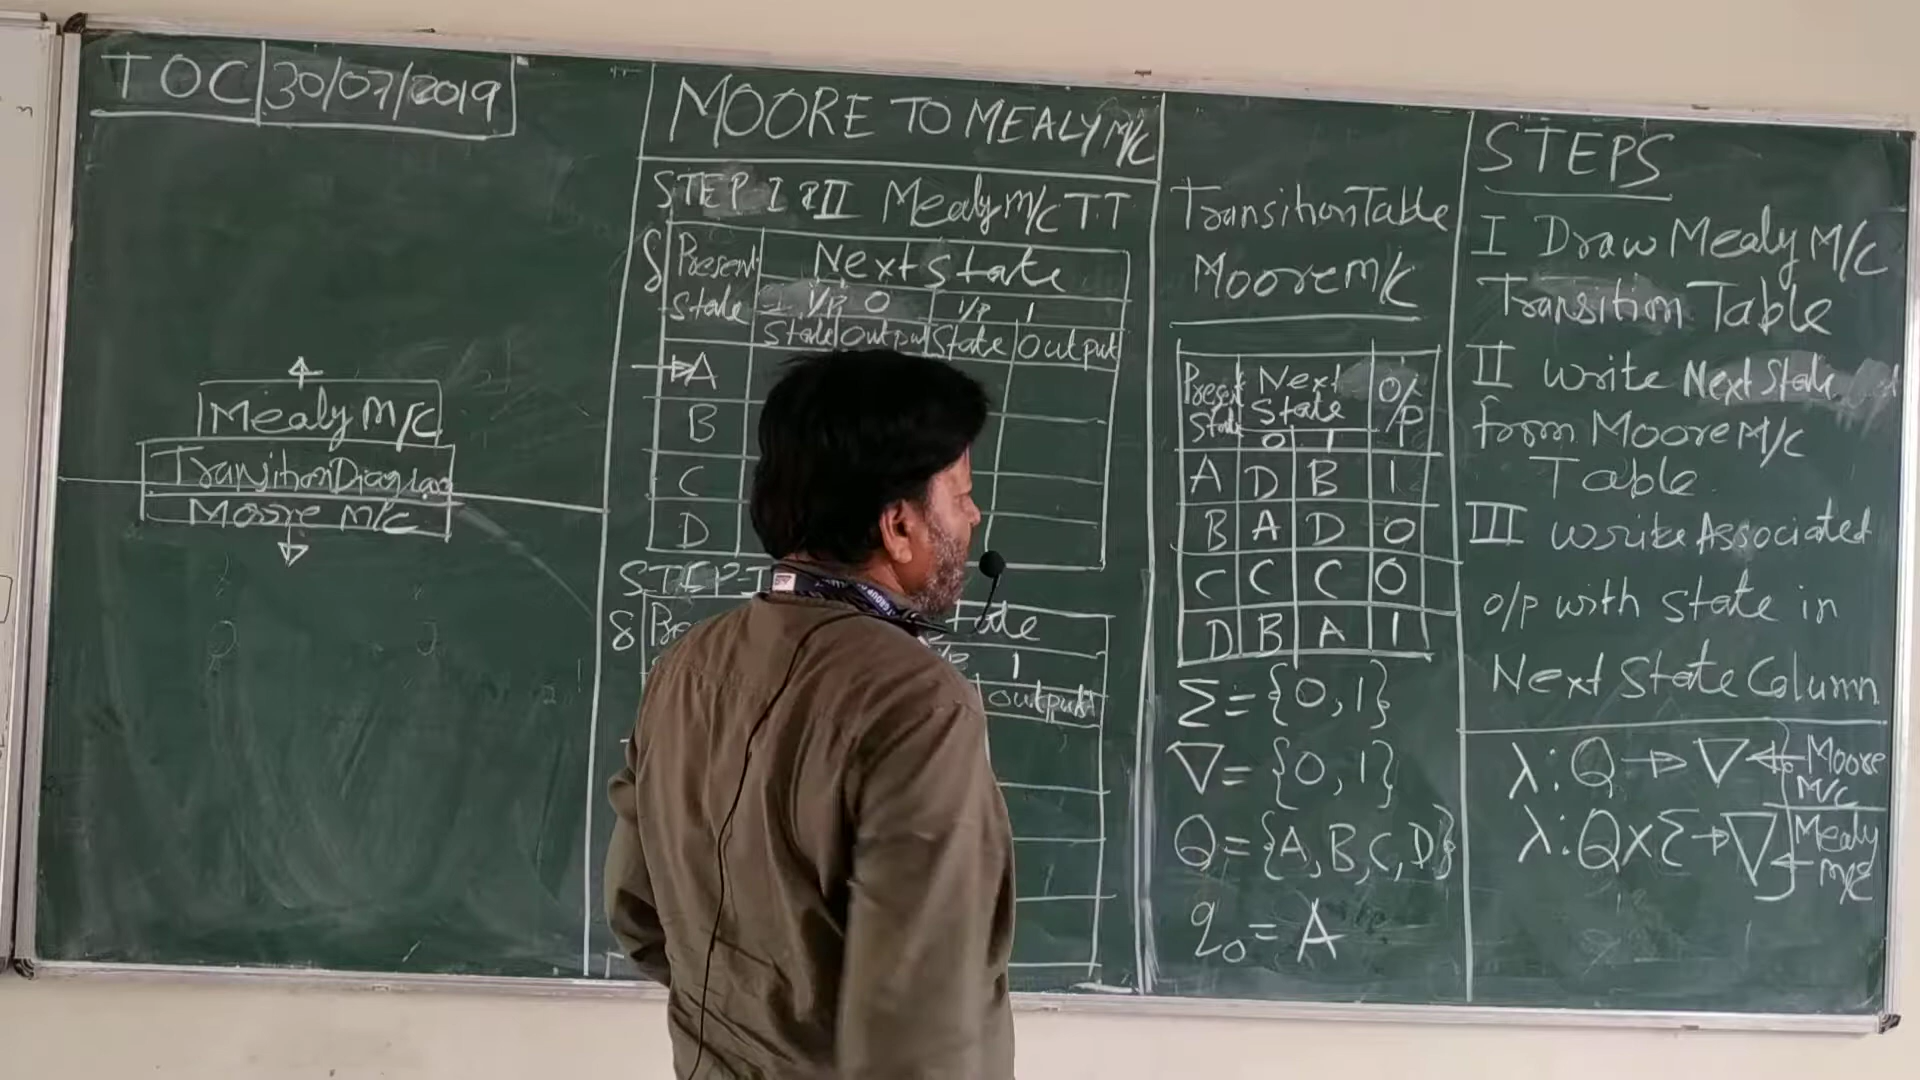 TOC 30/07/2019
Mealy M/C
Transition Diagram
Moore M/C
MOORE TO MEALY M/C
STEP I & II Mealy M/C TT
δ Present Next State
State I/P 0 I/P 1
State Output State Output
A
B
C
D
STEP-I
δ
1
output
Transition Table
Moore M/C
Present Next O/P
State State
0 1
A D B 1
B A D 0
C C C 0
D B A 1
Σ = {0,1}
∇ = {0,1}
Q = {A,B,C,D}
q0 = A
STEPS
I Draw Mealy M/C
Transition Table
II Write Next State
from Moore M/C
Table
III Write Associated
o/p with State in
Next State Column
λ: Q → ∇ ← Moore M/C
λ: Q × Σ → ∇ ← Mealy M/C